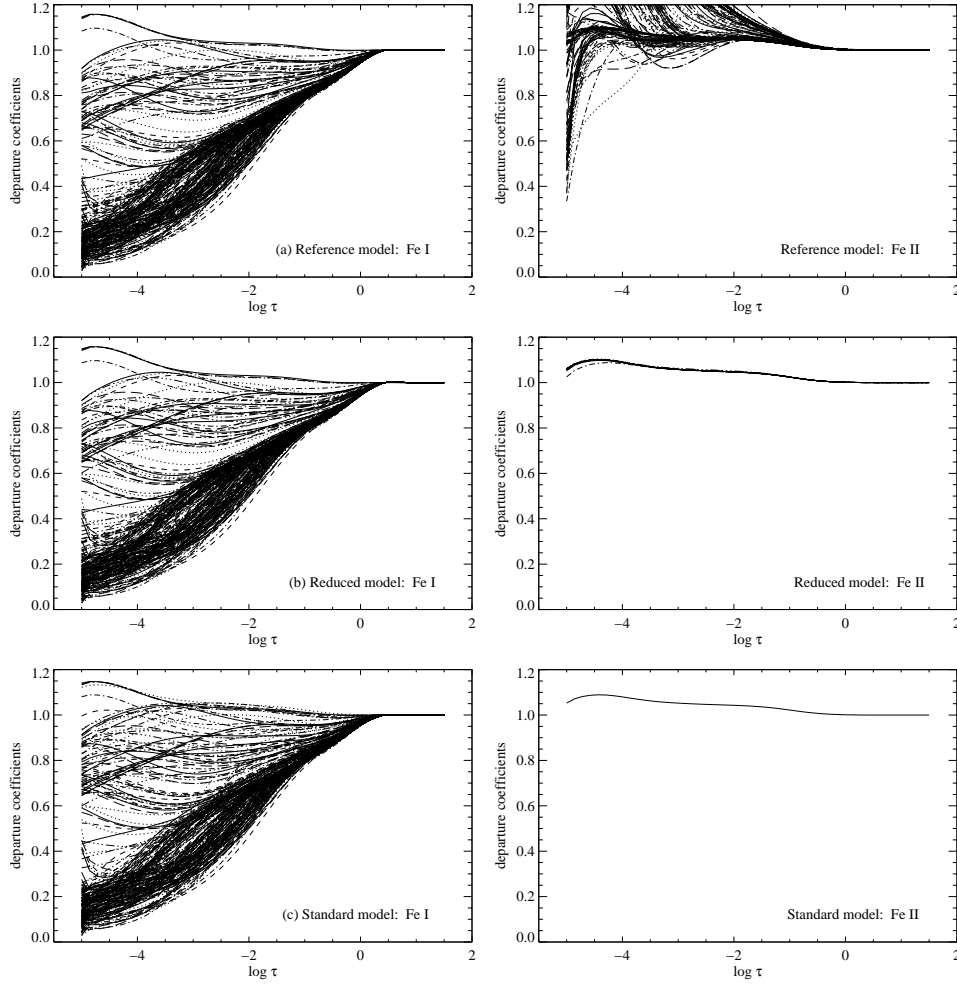 1.2
1.0
0.8
0.6
0.4
0.2
0.0
departure coefficients
(a) Reference model: Fe I
−4 −2 0 2
log τ
1.2
1.0
0.8
0.6
0.4
0.2
0.0
departure coefficients
Reference model: Fe II
−4 −2 0 2
log τ
1.2
1.0
0.8
0.6
0.4
0.2
0.0
departure coefficients
(b) Reduced model: Fe I
−4 −2 0 2
log τ
1.2
1.0
0.8
0.6
0.4
0.2
0.0
departure coefficients
Reduced model: Fe II
−4 −2 0 2
log τ
1.2
1.0
0.8
0.6
0.4
0.2
0.0
departure coefficients
(c) Standard model: Fe I
−4 −2 0 2
log τ
1.2
1.0
0.8
0.6
0.4
0.2
0.0
departure coefficients
Standard model: Fe II
−4 −2 0 2
log τ